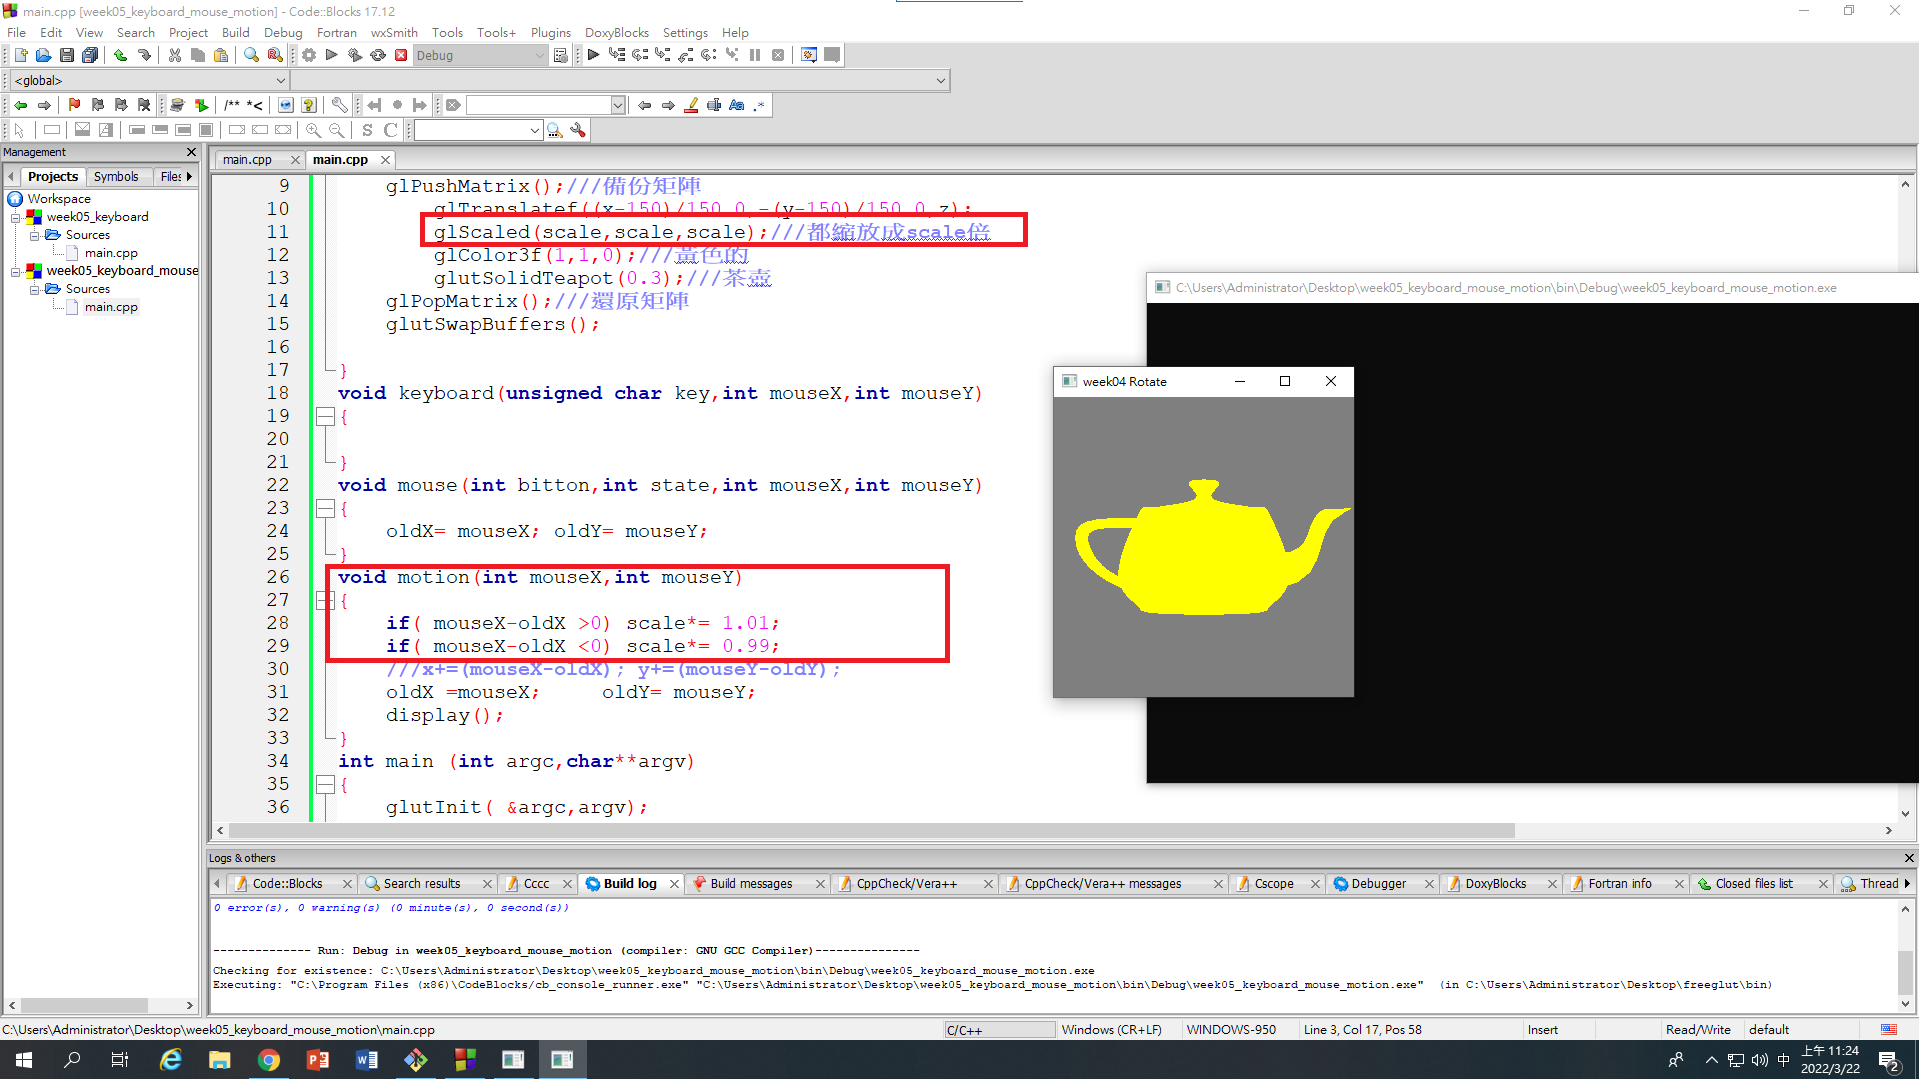 main.cpp [week05_keyboard_mouse_motion] - Code::Blocks 17.12
File Edit View Search Project Build Debug Fortran wxSmith Tools Tools+ Plugins DoxyBlocks Settings Help
Debug
<global>
/** *<
S C
Management
Projects Symbols Files
Workspace
week05_keyboard
Sources
main.cpp
week05_keyboard_mouse
Sources
main.cpp
main.cpp main.cpp
9 glPushMatrix();///備份矩陣
10 glTranslatef((x-150)/150.0,-(y-150)/150.0,z);
11 glScaled(scale,scale,scale);///都縮放成scale倍
12 glColor3f(1,1,0);///黃色的
13 glutSolidTeapot(0.3);///茶壺
14 glPopMatrix();///還原矩陣
15 glutSwapBuffers();
16
17 }
18 void keyboard(unsigned char key,int mouseX,int mouseY)
19 {
20
21 }
22 void mouse(int bitton,int state,int mouseX,int mouseY)
23 {
24 oldX= mouseX; oldY= mouseY;
25 }
26 void motion(int mouseX,int mouseY)
27 {
28 if( mouseX-oldX >0) scale*= 1.01;
29 if( mouseX-oldX <0) scale*= 0.99;
30 ///x+=(mouseX-oldX); y+=(mouseY-oldY);
31 oldX =mouseX; oldY= mouseY;
32 display();
33 }
34 int main (int argc,char**argv)
35 {
36 glutInit( &argc,argv);
C:\Users\Administrator\Desktop\week05_keyboard_mouse_motion\bin\Debug\week05_keyboard_mouse_motion.exe
week04 Rotate
Logs & others
Code::Blocks Search results Cccc Build log Build messages CppCheck/Vera++ CppCheck/Vera++ messages Cscope Debugger DoxyBlocks Fortran info Closed files list Thread
0 error(s), 0 warning(s) (0 minute(s), 0 second(s))
-------------- Run: Debug in week05_keyboard_mouse_motion (compiler: GNU GCC Compiler)---------------
Checking for existence: C:\Users\Administrator\Desktop\week05_keyboard_mouse_motion\bin\Debug\week05_keyboard_mouse_motion.exe
Executing: "C:\Program Files (x86)\CodeBlocks/cb_console_runner.exe" "C:\Users\Administrator\Desktop\week05_keyboard_mouse_motion\bin\Debug\week05_keyboard_mouse_motion.exe" (in C:\Users\Administrator\Desktop\freeglut\bin)
C:\Users\Administrator\Desktop\week05_keyboard_mouse_motion\main.cpp C/C++ Windows (CR+LF) WINDOWS-950 Line 3, Col 17, Pos 58 Insert Read/Write default
中 上午 11:24
2022/3/22
2